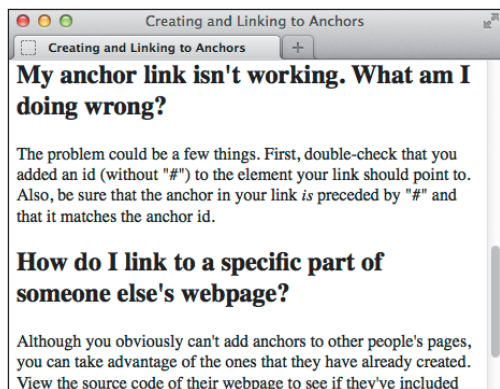 Creating and Linking to Anchors
Creating and Linking to Anchors
My anchor link isn't working. What am I
doing wrong?
The problem could be a few things. First, double-check that you
added an id (without "#") to the element your link should point to.
Also, be sure that the anchor in your link is preceded by "#" and
that it matches the anchor id.
How do I link to a specific part of
someone else's webpage?
Although you obviously can't add anchors to other people's pages,
you can take advantage of the ones that they have already created.
View the source code of their webpage to see if they've included